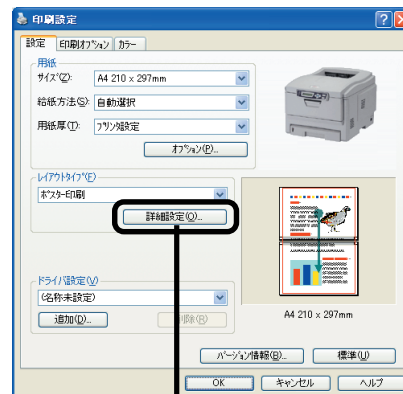 印刷設定
設定 印刷ｵﾌﾟｼｮﾝ ｶﾗｰ
用紙
ｻｲｽﾞ(Z): A4 210 x 297mm
給紙方法(S): 自動選択
用紙厚(T): ﾌﾟﾘﾝﾀ設定
ｵﾌﾟｼｮﾝ(P)...
ﾚｲｱｳﾄﾀｲﾌﾟ(E)
ﾎﾟｽﾀｰ印刷
詳細設定(O)...
ﾄﾞﾗｲﾊﾞ設定(V)
(名称未設定)
追加(D)... 削除(R)
A4 210 x 297mm
ﾊﾞｰｼﾞｮﾝ情報(B)... 標準(U)
OK ｷｬﾝｾﾙ ﾍﾙﾌﾟ